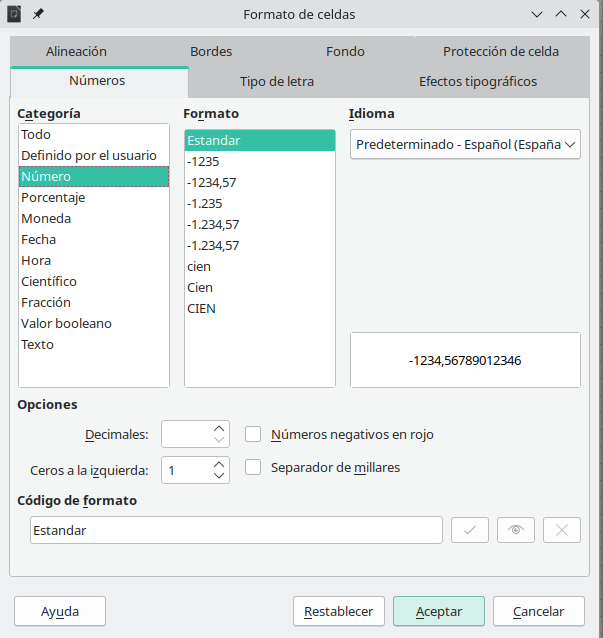 Formato de celdas
Alineación Bordes Fondo Protección de celda
Números Tipo de letra Efectos tipográficos
Categoría
Todo
Definido por el usuario
Número
Porcentaje
Moneda
Fecha
Hora
Científico
Fracción
Valor booleano
Texto
Formato
Estandar
-1235
-1234,57
-1.235
-1.234,57
-1.234,57
cien
Cien
CIEN
Idioma
Predeterminado - Español (España
-1234,56789012346
Opciones
Decimales:
Números negativos en rojo
Ceros a la izquierda: 1
Separador de millares
Código de formato
Estandar
Ayuda Restablecer Aceptar Cancelar